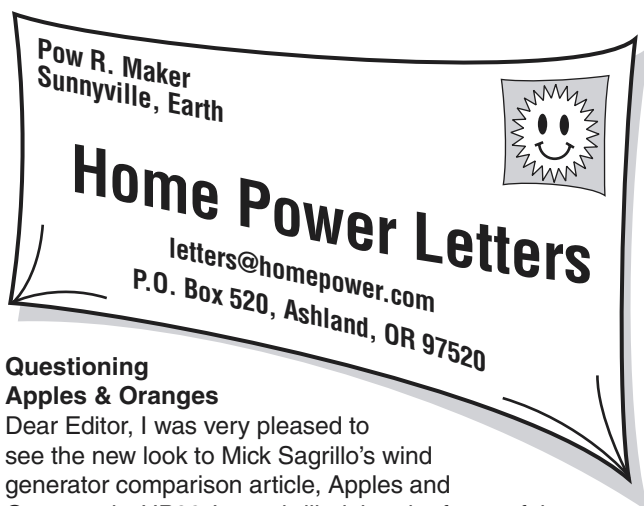 Pow R. Maker
Sunnyville, Earth
Home Power Letters
letters@homepower.com
P.O. Box 520, Ashland, OR 97520
Questioning
Apples & Oranges
Dear Editor, I was very pleased to
see the new look to Mick Sagrillo's wind
generator comparison article, Apples and